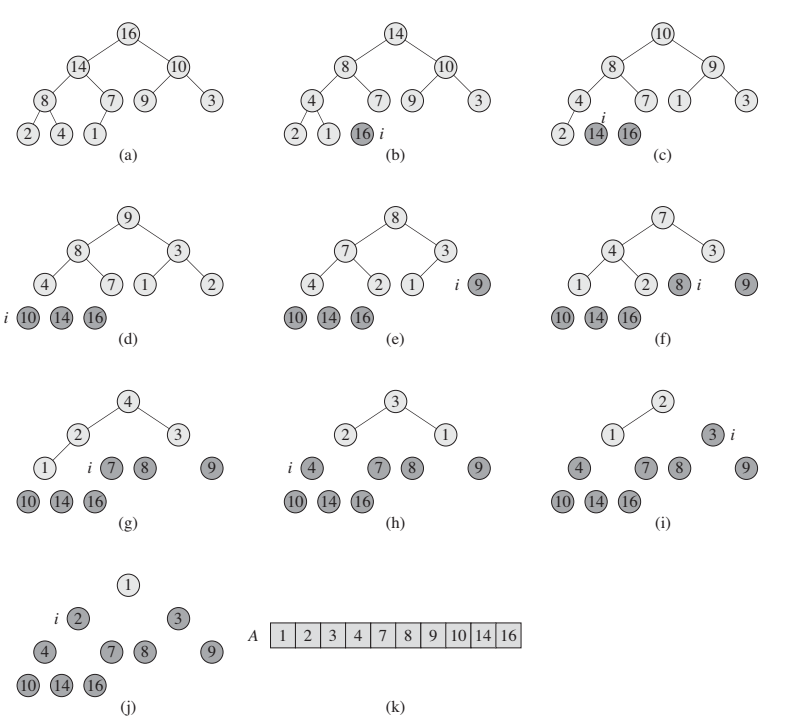 16 14 10
14 10 8 10 8 9
8 7 9 3 4 7 9 3 4 7 1 3
i
2 4 1 2 1 16 i 2 14 16
(a) (b) (c)
9 8 7
8 3 7 3 4 3
4 7 1 2 4 2 1 i 9 1 2 8 i 9
i 10 14 16 10 14 16 10 14 16
(d) (e) (f)
4 3 2
2 3 2 1 1 3 i
1 i 7 8 9 i 4 7 8 9 4 7 8 9
10 14 16 10 14 16 10 14 16
(g) (h) (i)
1
i 2 3
A 1 2 3 4 7 8 9 10 14 16
4 7 8 9
10 14 16
(j) (k)